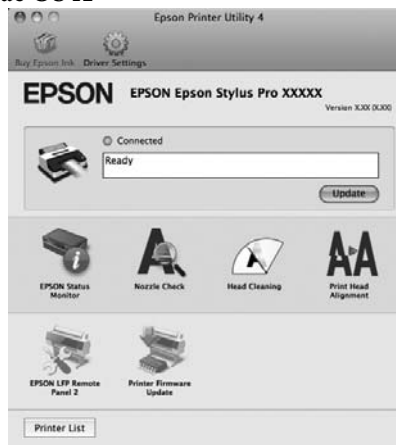 Epson Printer Utility 4
Buy Epson Ink Driver Settings
EPSON EPSON Epson Stylus Pro XXXXX
Version X.XX (X.XX)
Connected
Ready
Update
EPSON Status
Monitor
Nozzle Check
Head Cleaning
Print Head
Alignment
EPSON LFP Remote
Panel 2
Printer Firmware
Update
Printer List